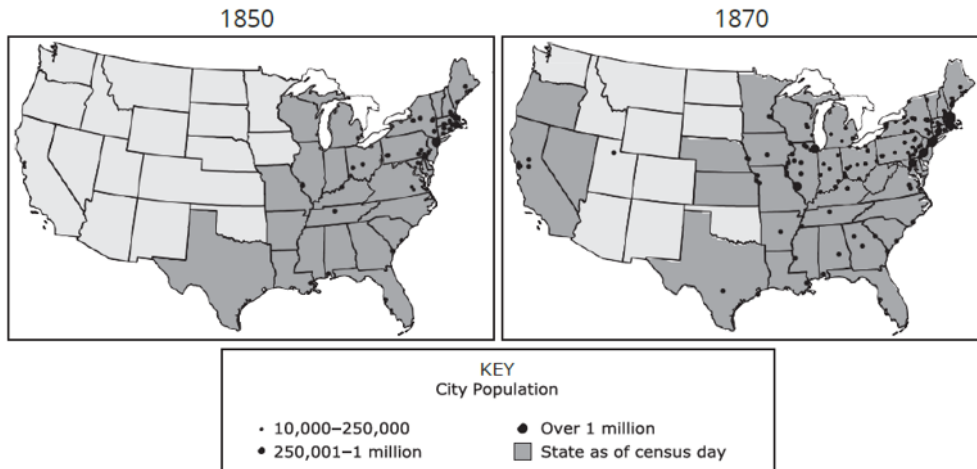 1850
1870
KEY
City Population
10,000–250,000
250,001–1 million
Over 1 million
State as of census day